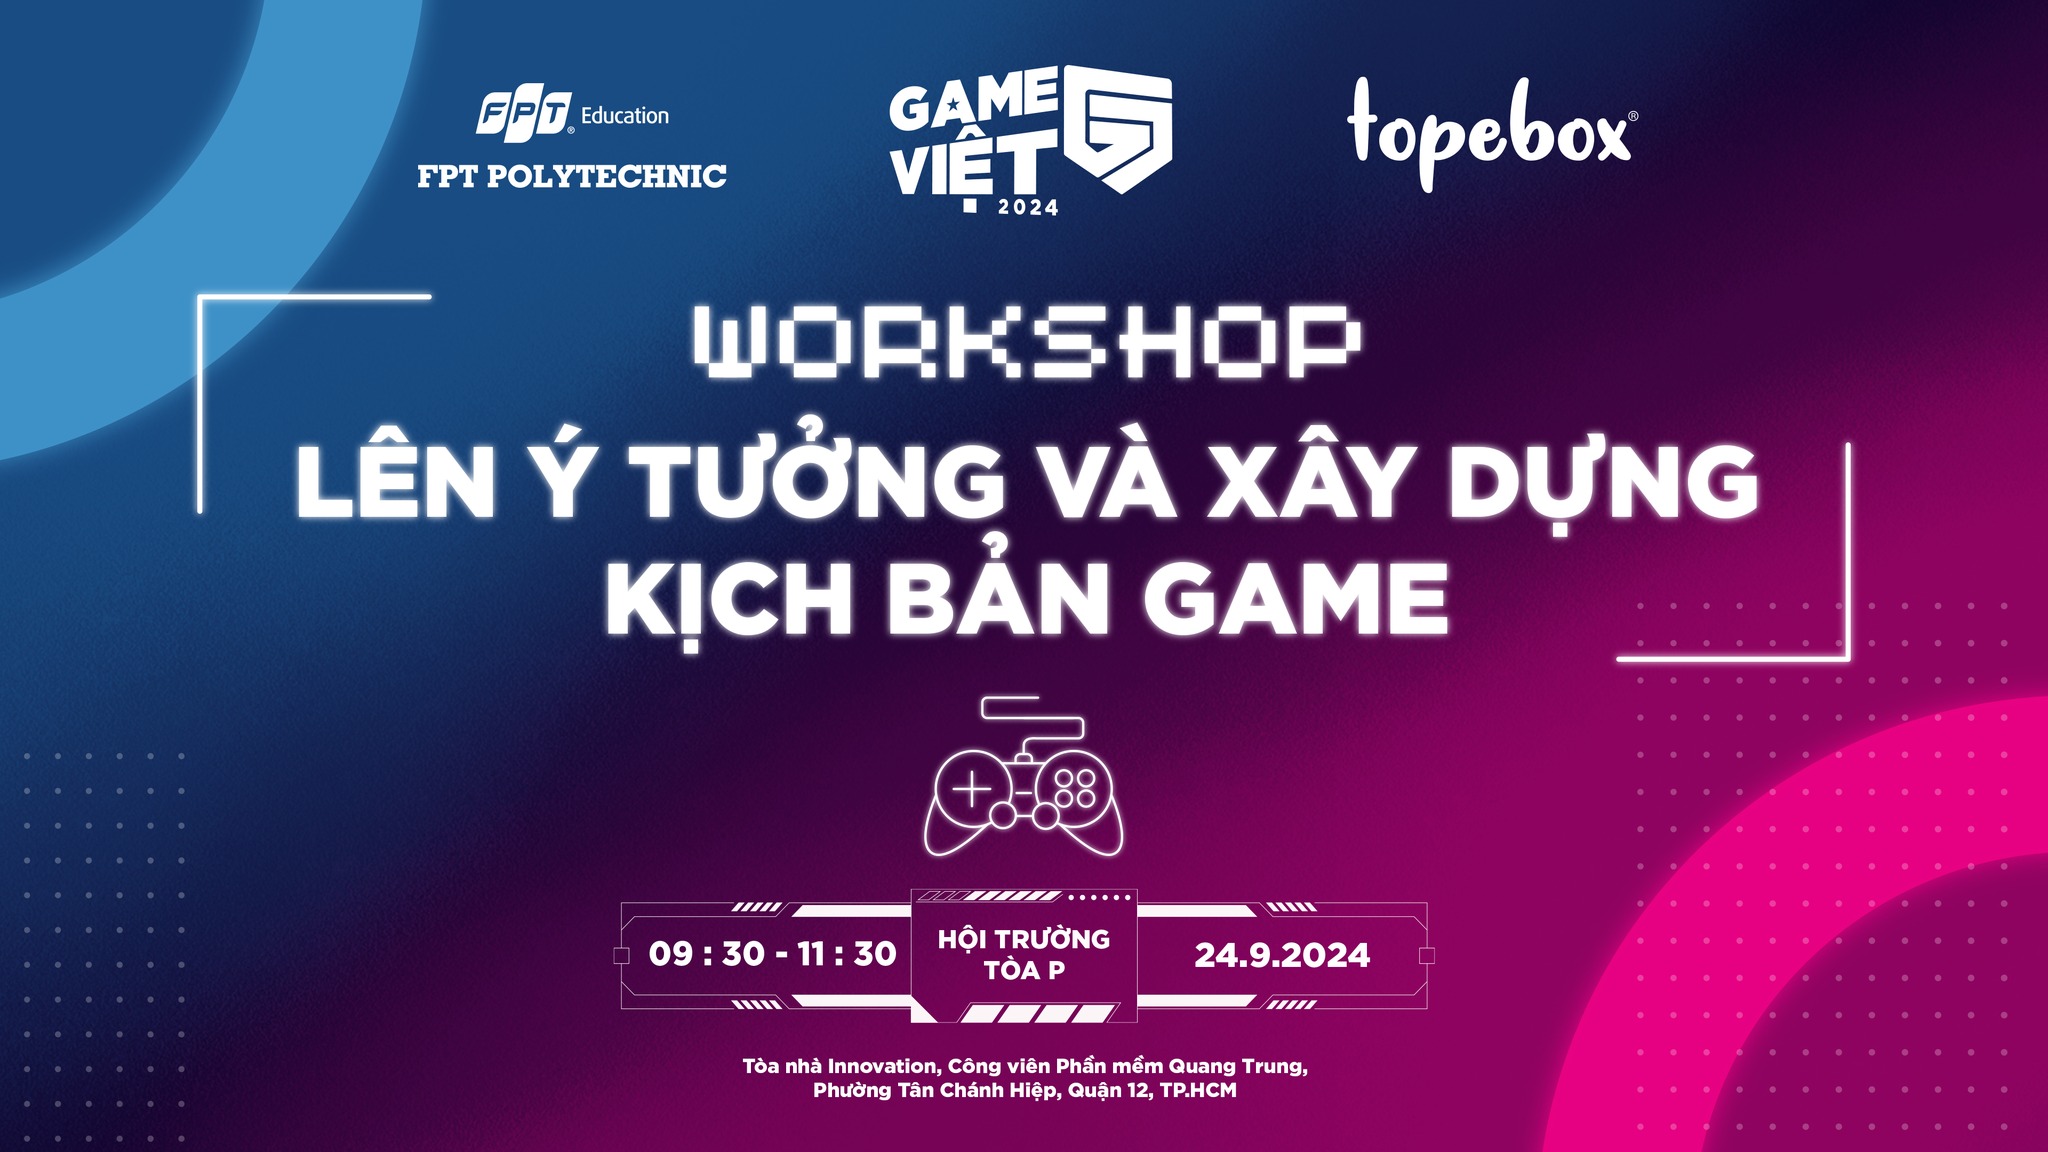 FPT® Education
FPT POLYTECHNIC
GAME
VIỆT
2024
topebox®
WORKSHOP
LÊN Ý TƯỞNG VÀ XÂY DỰNG
KỊCH BẢN GAME
09 : 30 - 11 : 30
HỘI TRƯỜNG
TÒA P
24.9.2024
Tòa nhà Innovation, Công viên Phần mềm Quang Trung,
Phường Tân Chánh Hiệp, Quận 12, TP.HCM